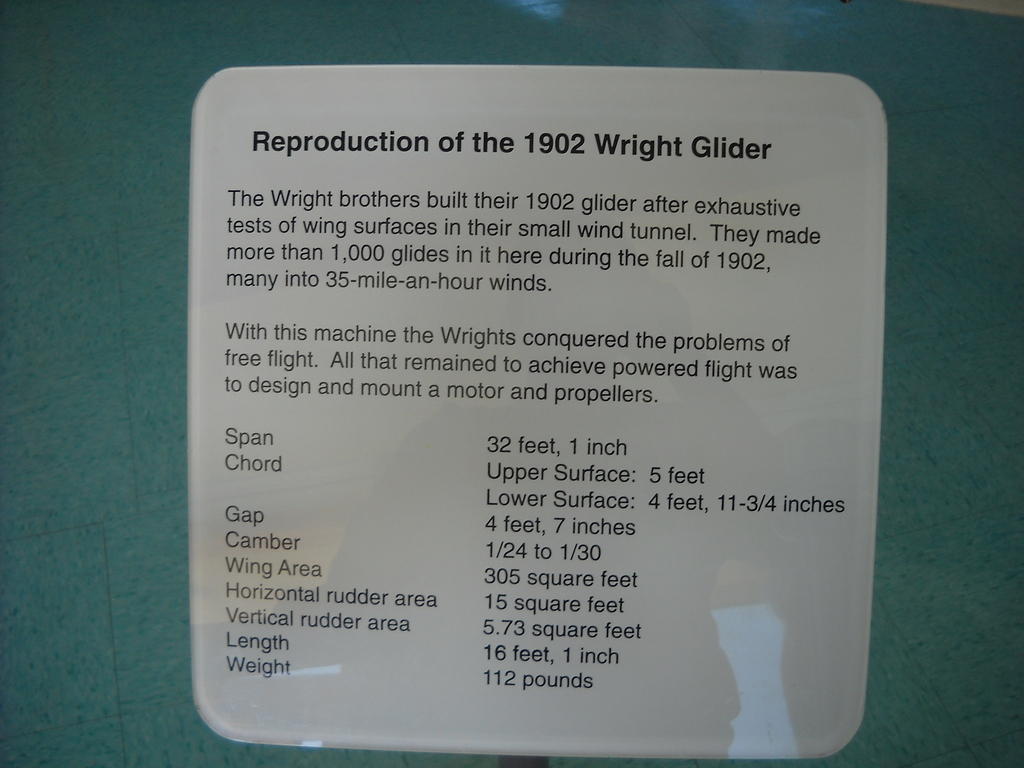 Reproduction of the 1902 Wright Glider
The Wright brothers built their 1902 glider after exhaustive
tests of wing surfaces in their small wind tunnel.  They made
more than 1,000 glides in it here during the fall of 1902,
many into 35-mile-an-hour winds.
With this machine the Wrights conquered the problems of
free flight.  All that remained to achieve powered flight was
to design and mount a motor and propellers.
Span 32 feet, 1 inch
Chord Upper Surface:  5 feet
Lower Surface:  4 feet, 11-3/4 inches
Gap 4 feet, 7 inches
Camber 1/24 to 1/30
Wing Area 305 square feet
Horizontal rudder area 15 square feet
Vertical rudder area 5.73 square feet
Length 16 feet, 1 inch
Weight 112 pounds